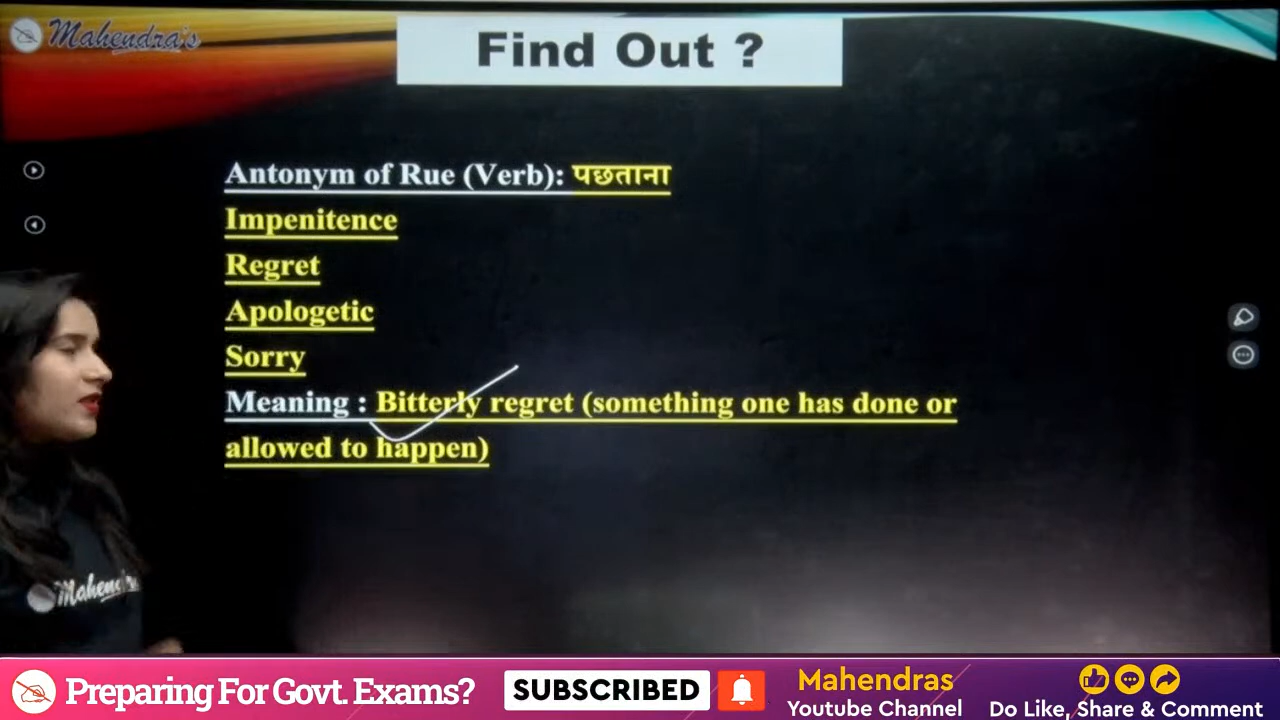 Mahendra's
Find Out ?
Antonym of Rue (Verb): पछताना
Impenitence
Regret
Apologetic
Sorry
Meaning : Bitterly regret (something one has done or
allowed to happen)
Mahendra's
Preparing For Govt. Exams?
SUBSCRIBED
Mahendras
Youtube Channel
Do Like, Share & Comment